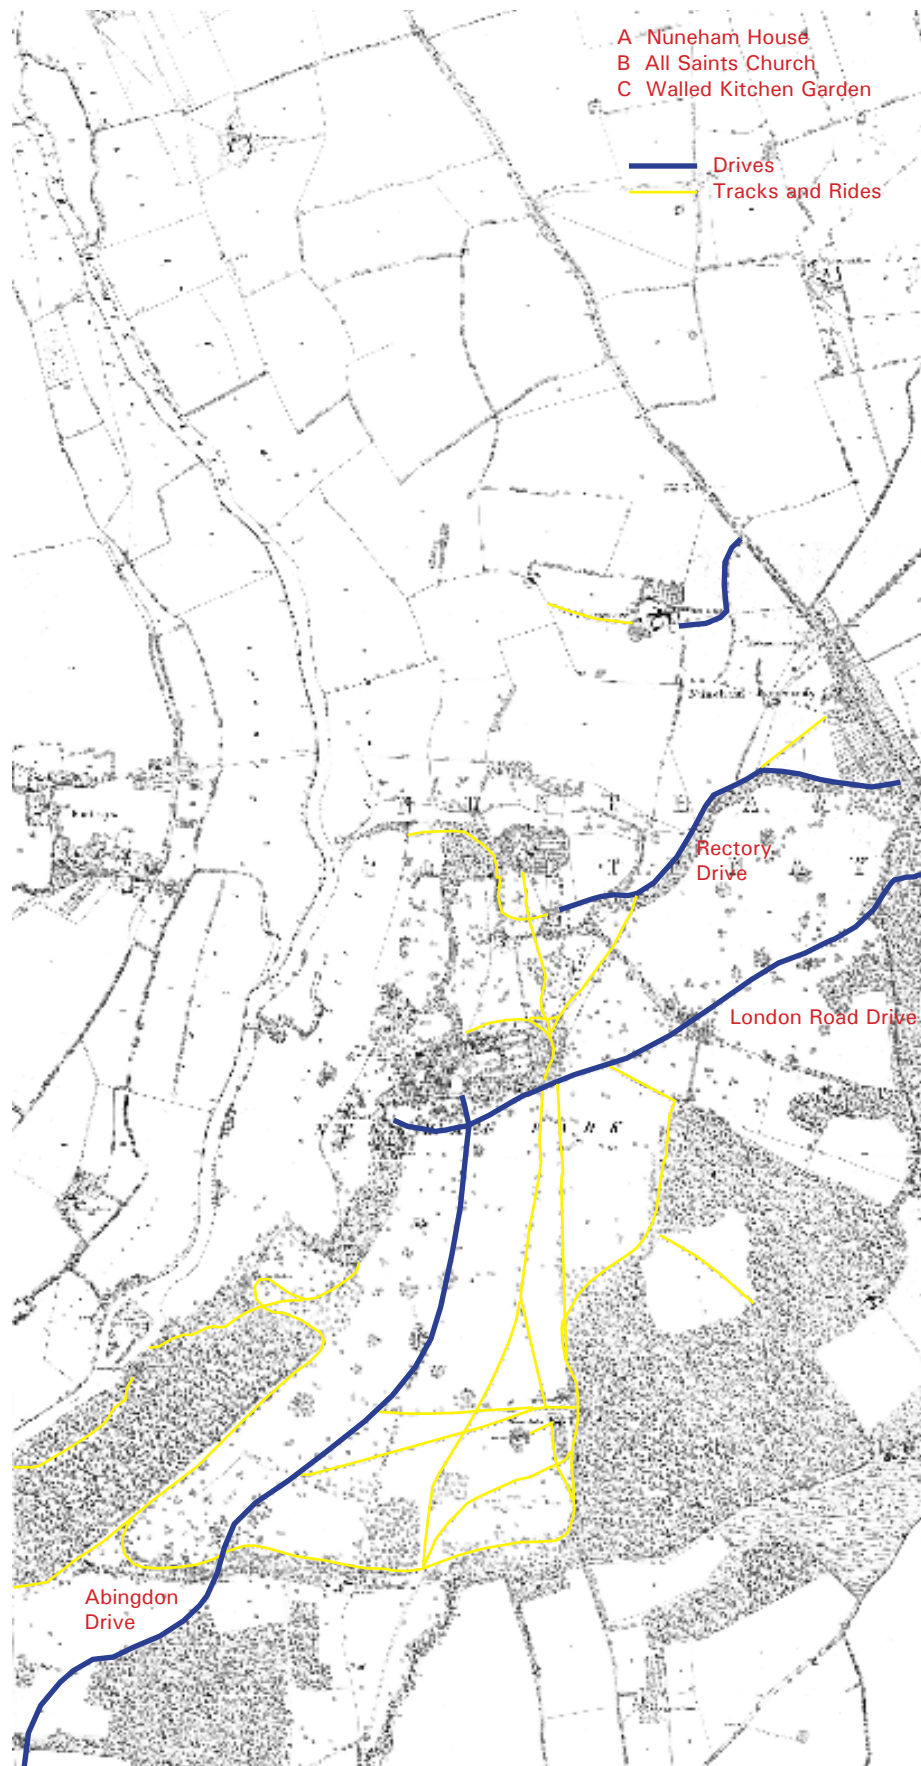 A Nuneham House
B All Saints Church
C Walled Kitchen Garden
Drives
Tracks and Rides
Rectory
Drive
London Road Drive
P A R K
Abingdon
Drive